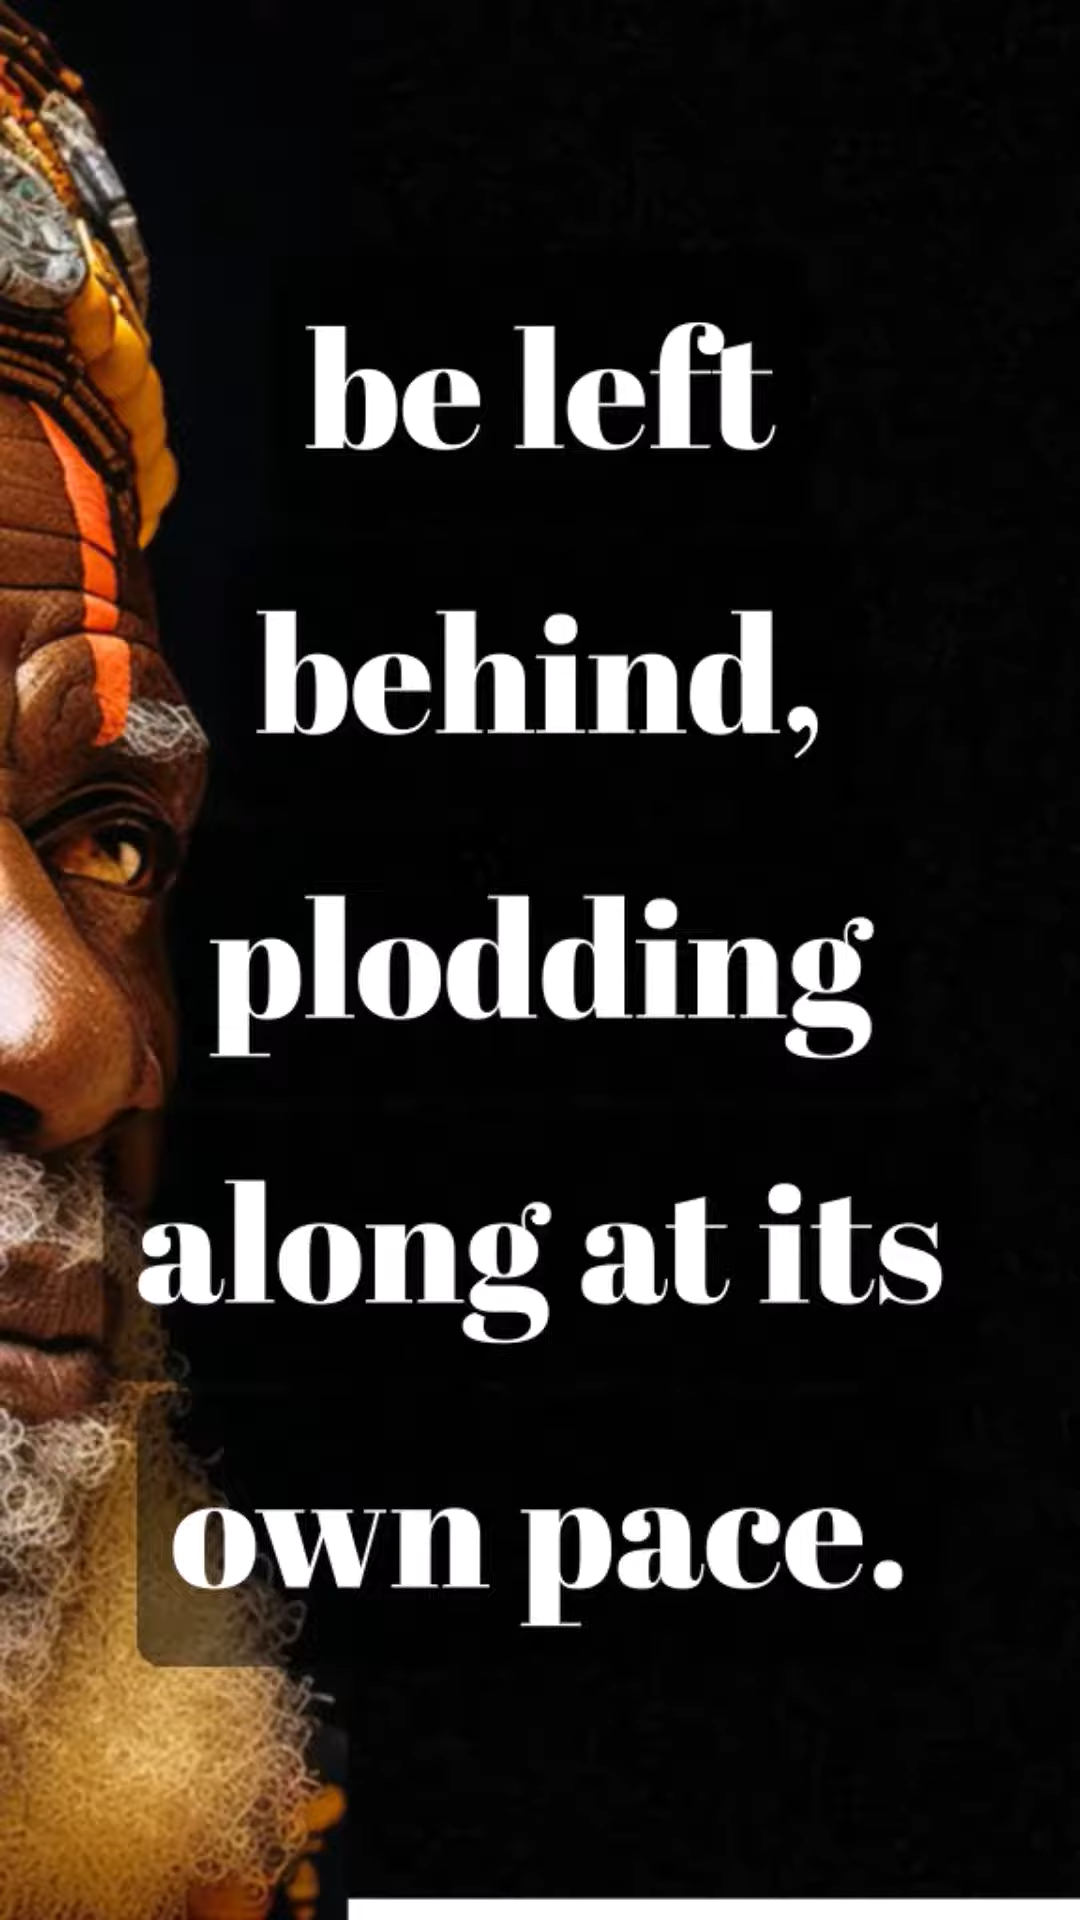 be left
behind,
plodding
along at its
own pace.